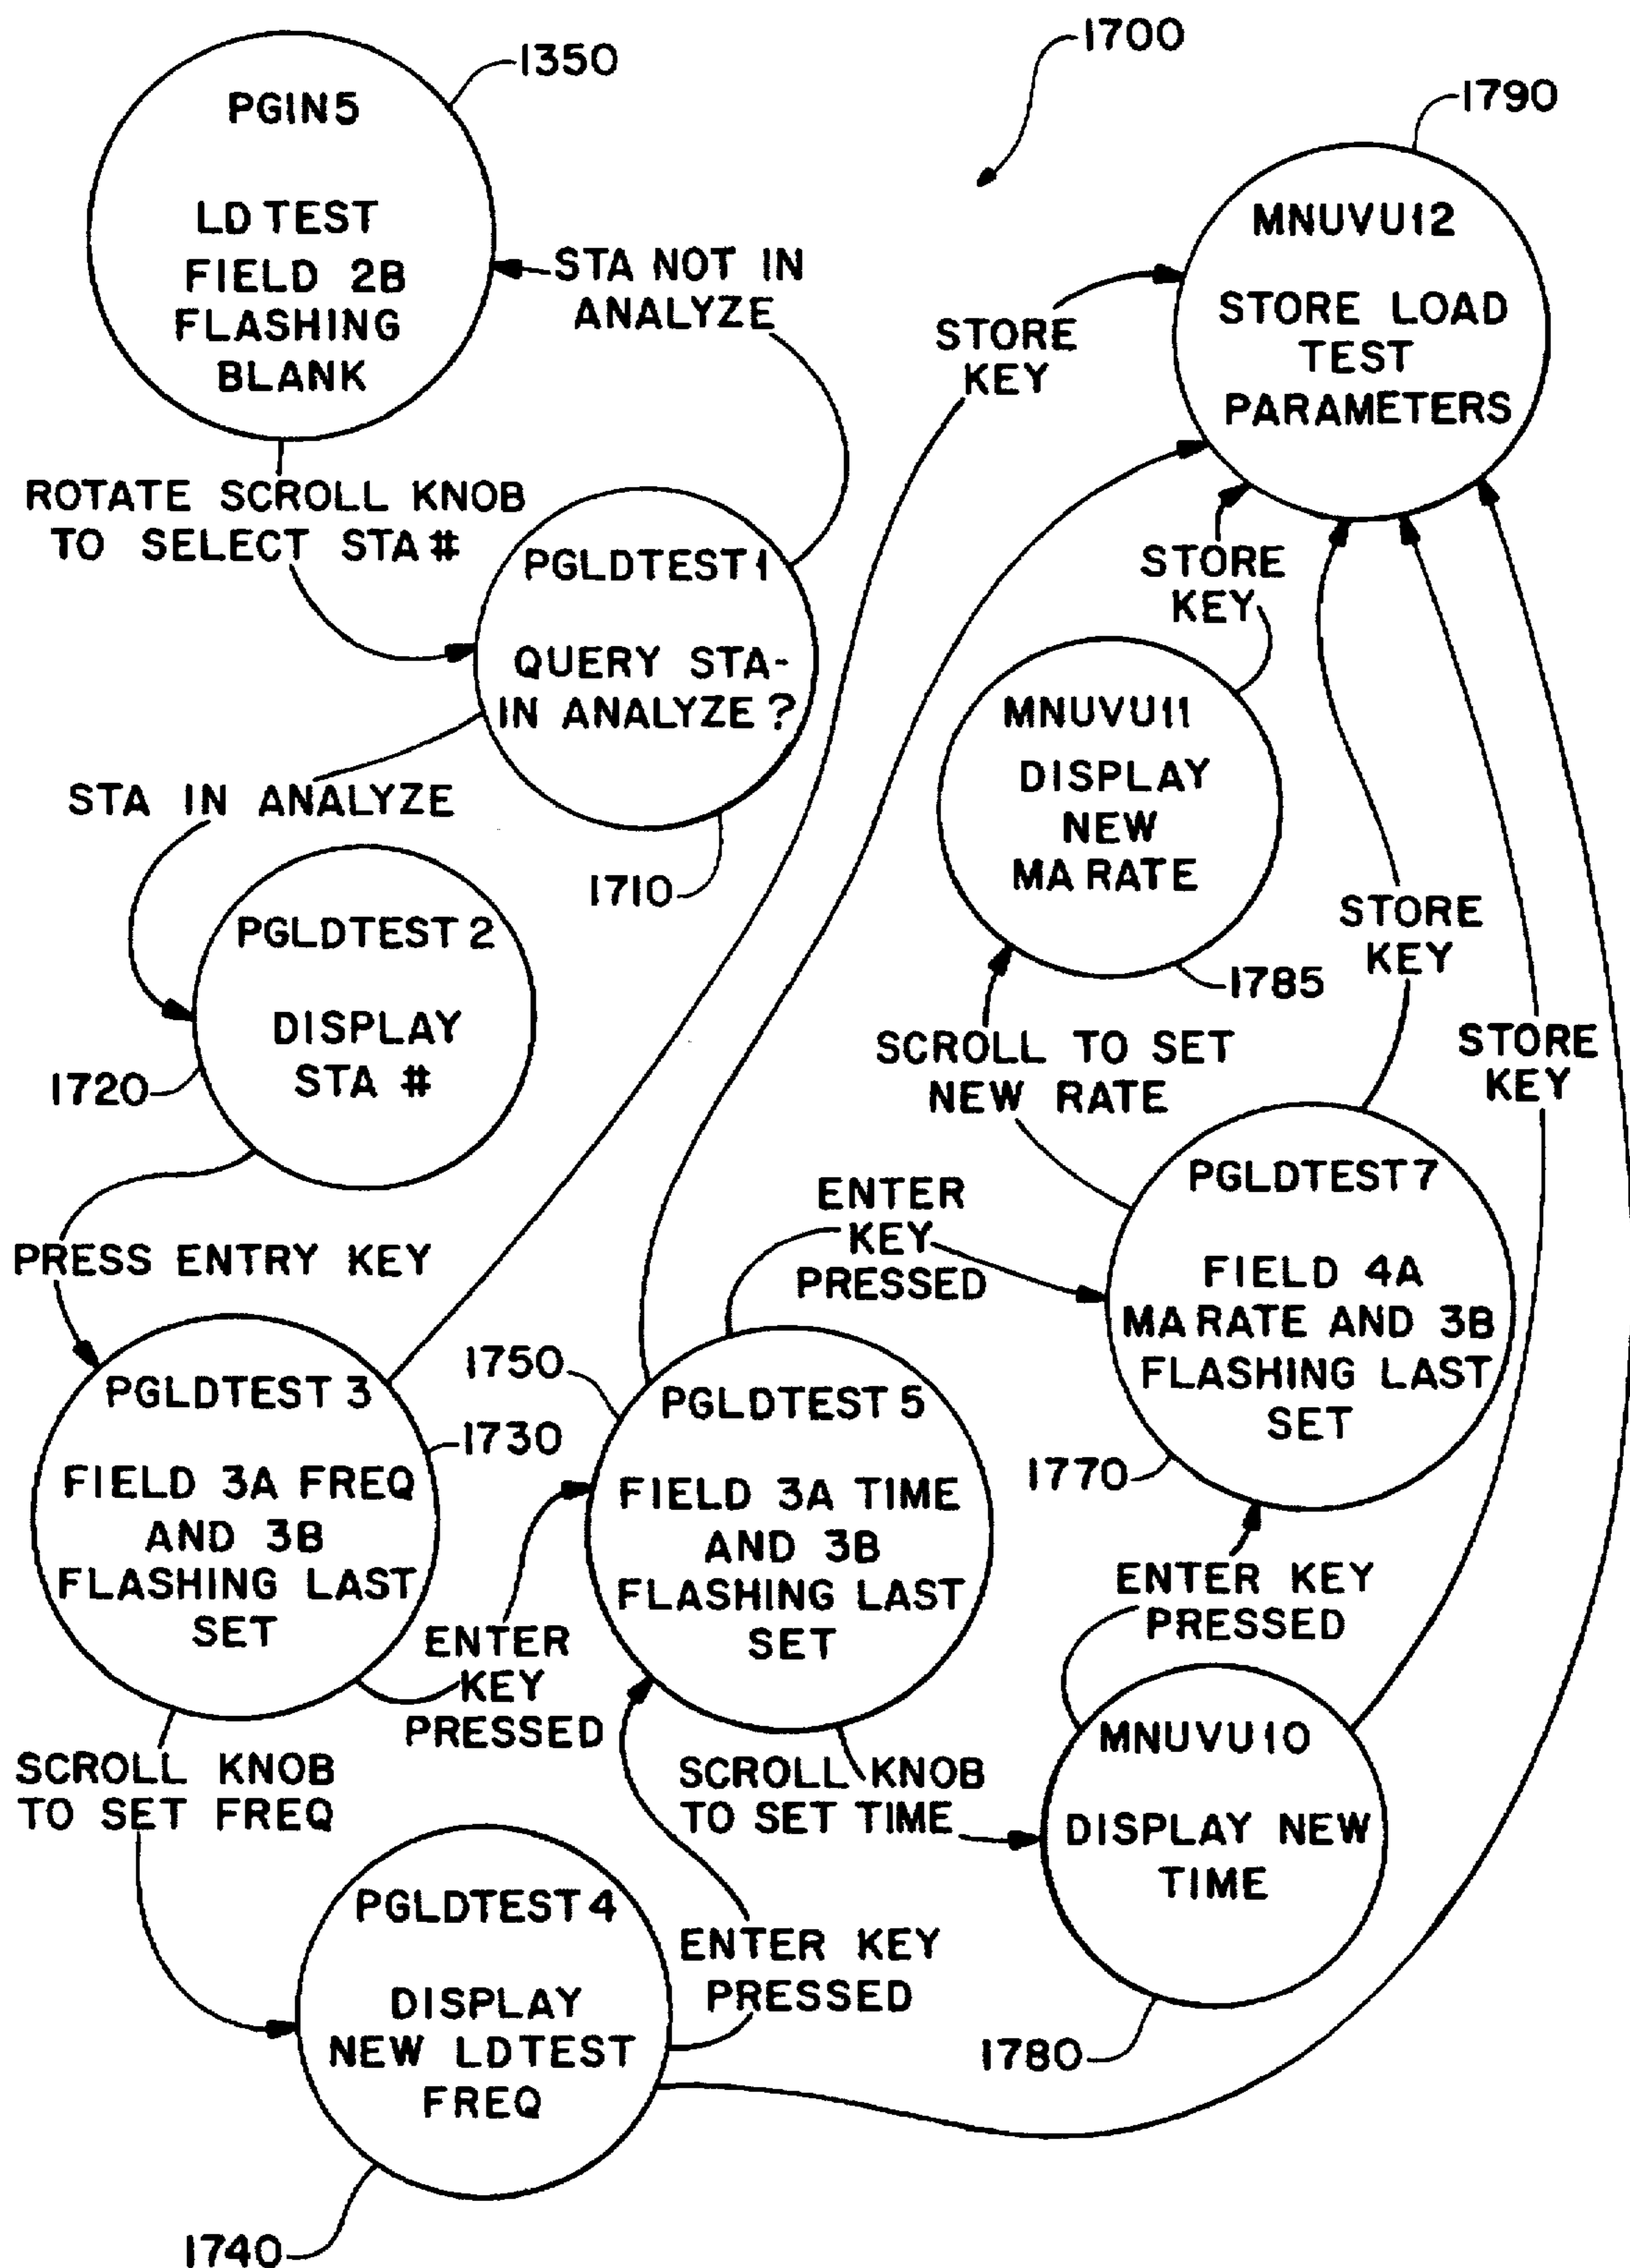 1350
PGIN5
LD TEST
FIELD 2B
FLASHING
BLANK
1700
1790
MNUVU12
STORE LOAD
TEST
PARAMETERS
STA NOT IN
ANALYZE
STORE
KEY
ROTATE SCROLL KNOB
TO SELECT STA #
PGLDTEST 1
QUERY STA-
IN ANALYZE ?
1710
STORE
KEY
MNUVU11
DISPLAY
NEW
MA RATE
1785
STA IN ANALYZE
PGLDTEST 2
DISPLAY
STA #
1720
STORE
KEY
SCROLL TO SET
NEW RATE
STORE
KEY
PRESS ENTRY KEY
ENTER
KEY
PRESSED
PGLDTEST 7
FIELD 4A
MA RATE AND 3B
FLASHING LAST
SET
1770
PGLDTEST 3
FIELD 3A FREQ
AND 3B
FLASHING LAST
SET
1730
1750
PGLDTEST 5
FIELD 3A TIME
AND 3B
FLASHING LAST
SET
ENTER
KEY
PRESSED
ENTER KEY
PRESSED
SCROLL KNOB
TO SET FREQ
SCROLL KNOB
TO SET TIME
MNUVU10
DISPLAY NEW
TIME
1780
PGLDTEST 4
DISPLAY
NEW LDTEST
FREQ
ENTER KEY
PRESSED
1740